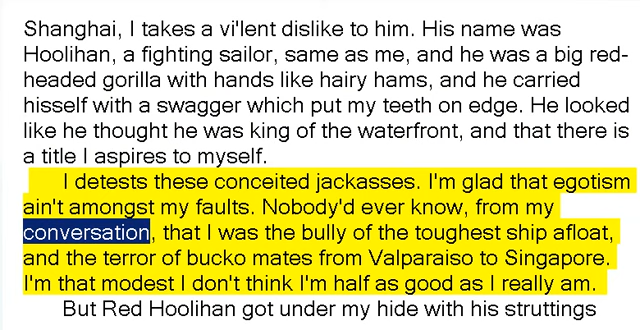 Shanghai, I takes a vi'lent dislike to him. His name was
Hoolihan, a fighting sailor, same as me, and he was a big red-
headed gorilla with hands like hairy hams, and he carried
hisself with a swagger which put my teeth on edge. He looked
like he thought he was king of the waterfront, and that there is
a title I aspires to myself.
I detests these conceited jackasses. I'm glad that egotism
ain't amongst my faults. Nobody'd ever know, from my
conversation, that I was the bully of the toughest ship afloat,
and the terror of bucko mates from Valparaiso to Singapore.
I'm that modest I don't think I'm half as good as I really am.
But Red Hoolihan got under my hide with his struttings